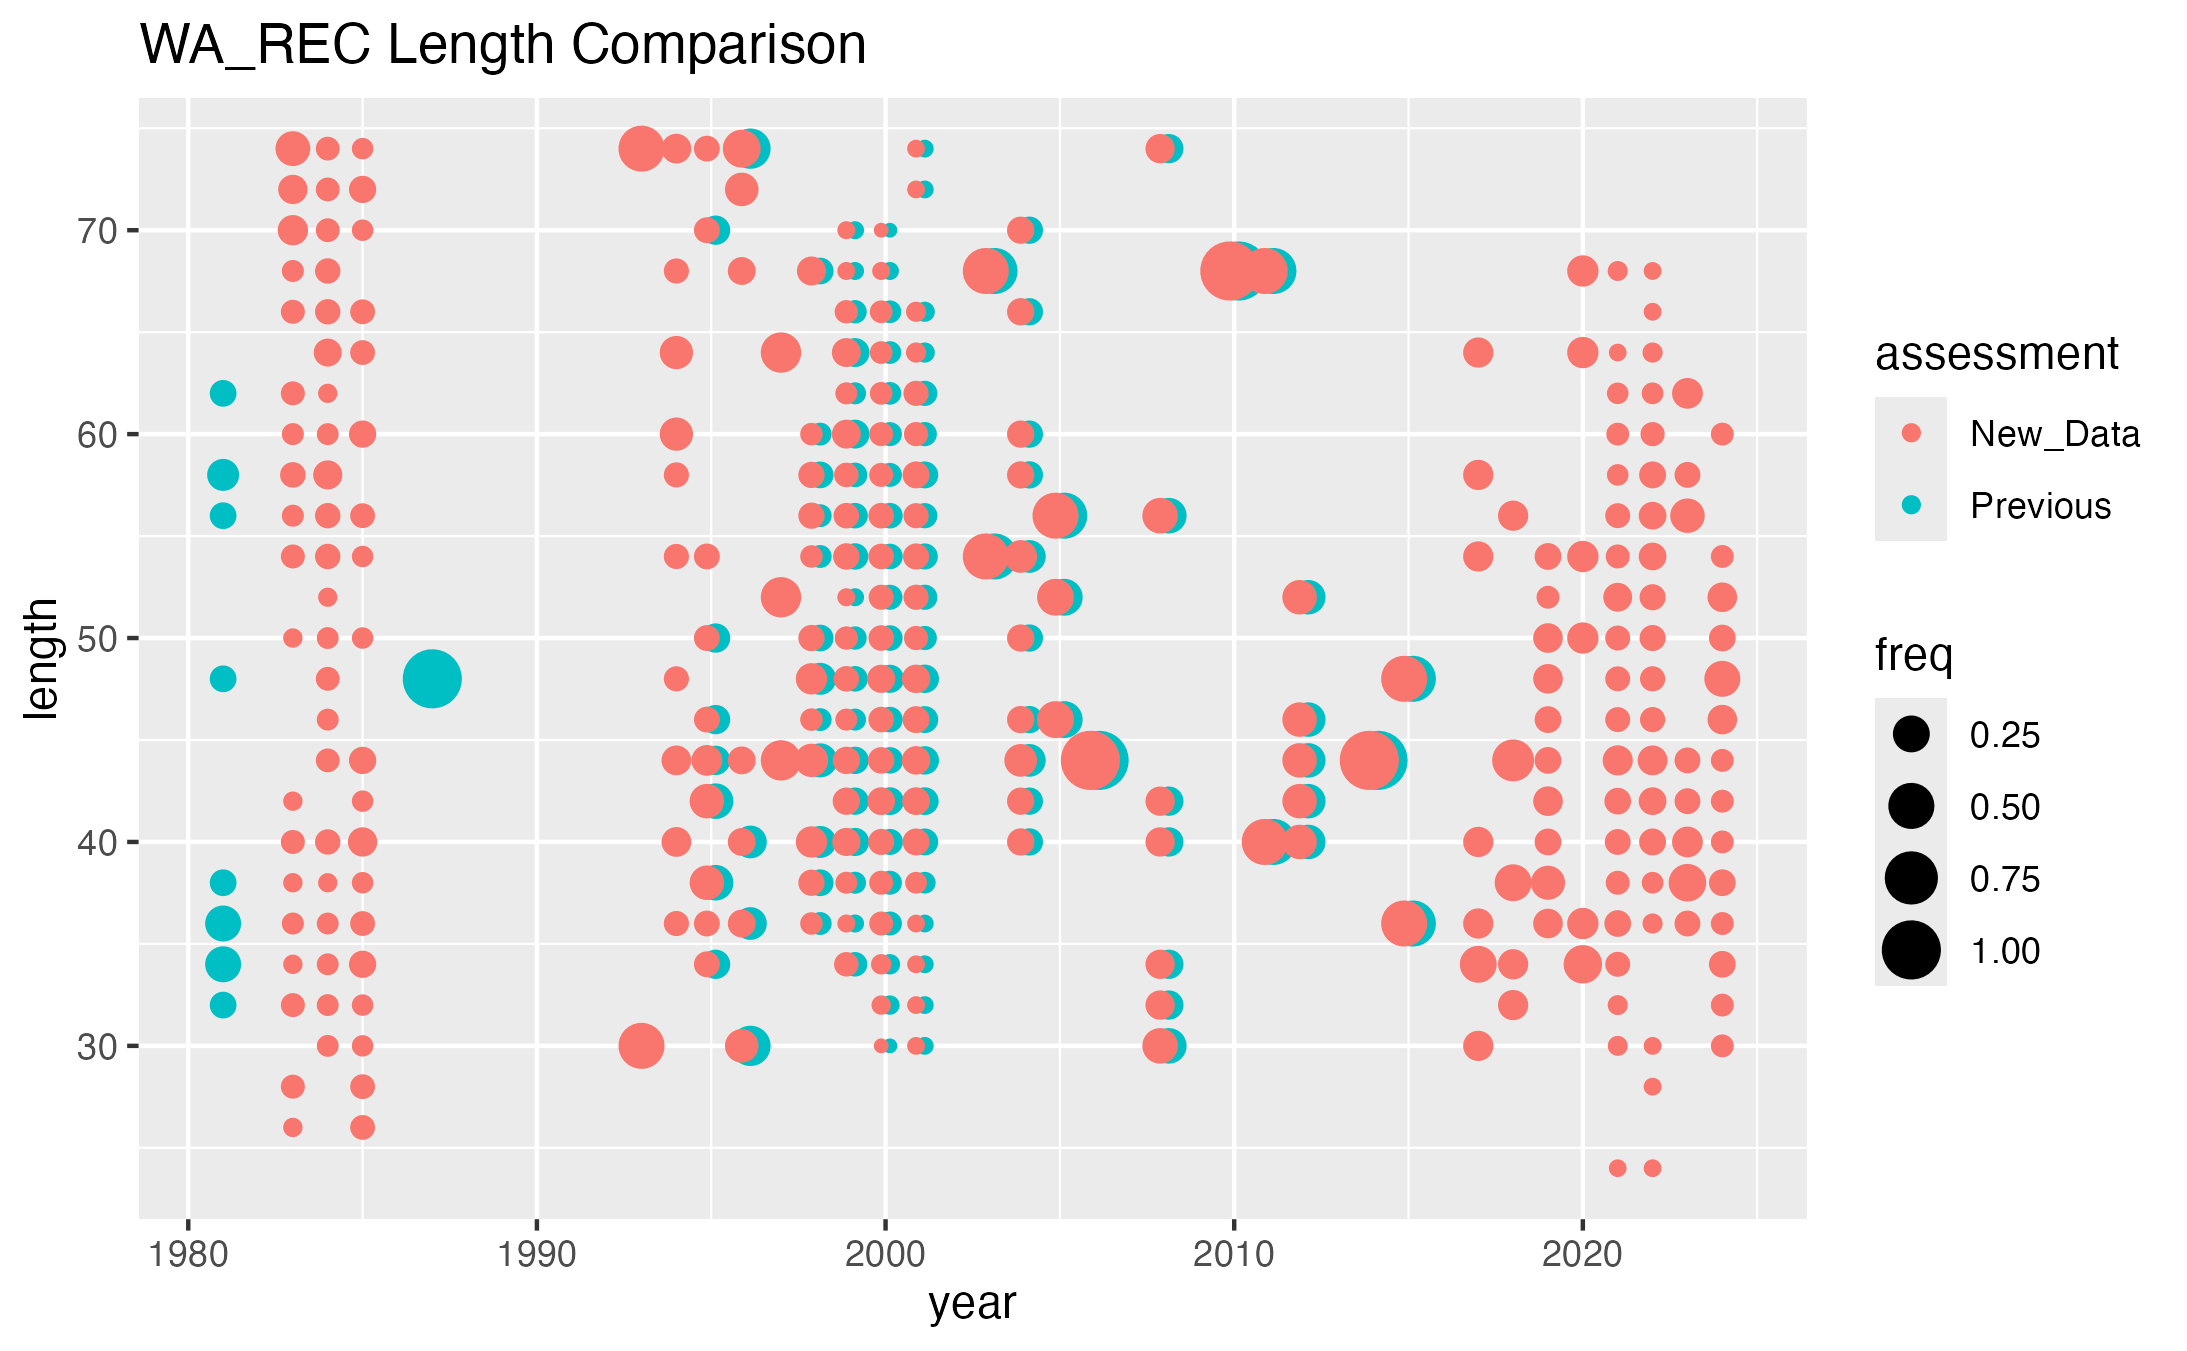 WA_REC Length Comparison
length
70
60
50
40
30
1980
1990
2000
2010
2020
year
assessment
New_Data
Previous
freq
0.25
0.50
0.75
1.00